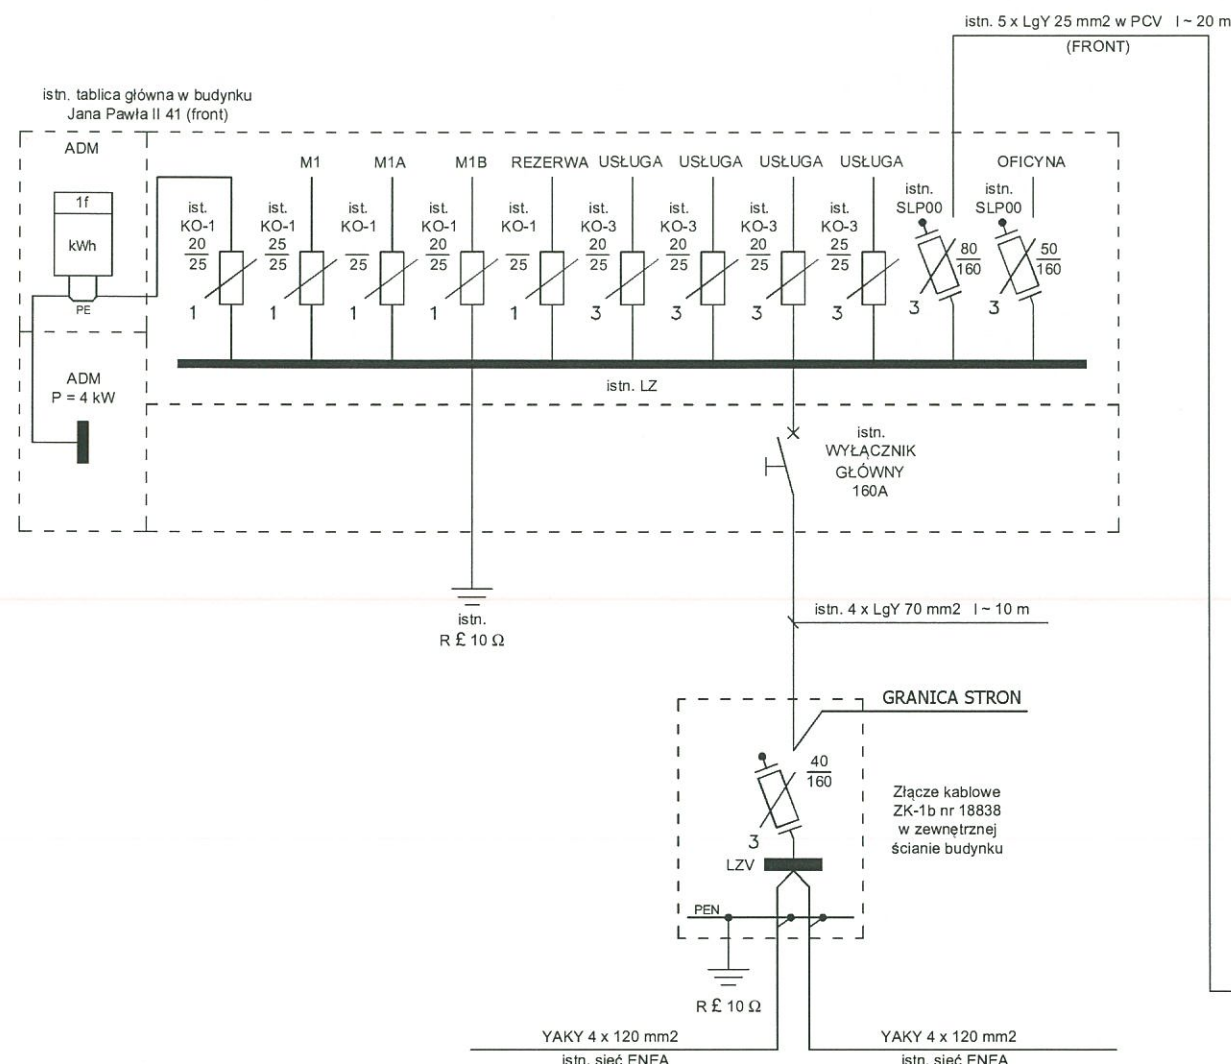 istn. 5 x LgY 25 mm2 w PCV l ~ 20 m
(FRONT)
istn. tablica główna w budynku
Jana Pawła II 41 (front)
ADM
1f
kWh
PE
ADM
P = 4 kW
M1
M1A
M1B
REZERWA
USŁUGA
USŁUGA
USŁUGA
USŁUGA
OFICYNA
ist.
KO-1
20
25
1
ist.
KO-1
25
25
1
ist.
KO-1
25
1
ist.
KO-1
20
25
1
ist.
KO-1
25
1
ist.
KO-3
20
25
3
ist.
KO-3
20
25
3
ist.
KO-3
20
25
3
ist.
KO-3
25
25
3
istn.
SLP00
80
160
3
istn.
SLP00
50
160
3
istn. LZ
istn.
WYŁĄCZNIK
GŁÓWNY
160A
istn.
R £ 10 Ω
istn. 4 x LgY 70 mm2 l ~ 10 m
GRANICA STRON
40
160
3
LZV
PEN
Złącze kablowe
ZK-1b nr 18838
w zewnętrznej
ścianie budynku
R £ 10 Ω
YAKY 4 x 120 mm2
istn. sieć ENEA
YAKY 4 x 120 mm2
istn. sieć ENEA